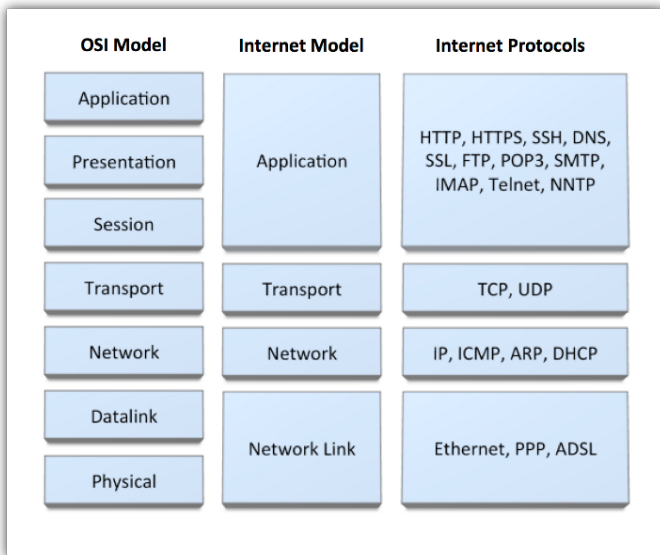 OSI Model
Internet Model
Internet Protocols
Application
Presentation
Session
Transport
Network
Datalink
Physical
Application
Transport
Network
Network Link
HTTP, HTTPS, SSH, DNS,
SSL, FTP, POP3, SMTP,
IMAP, Telnet, NNTP
TCP, UDP
IP, ICMP, ARP, DHCP
Ethernet, PPP, ADSL